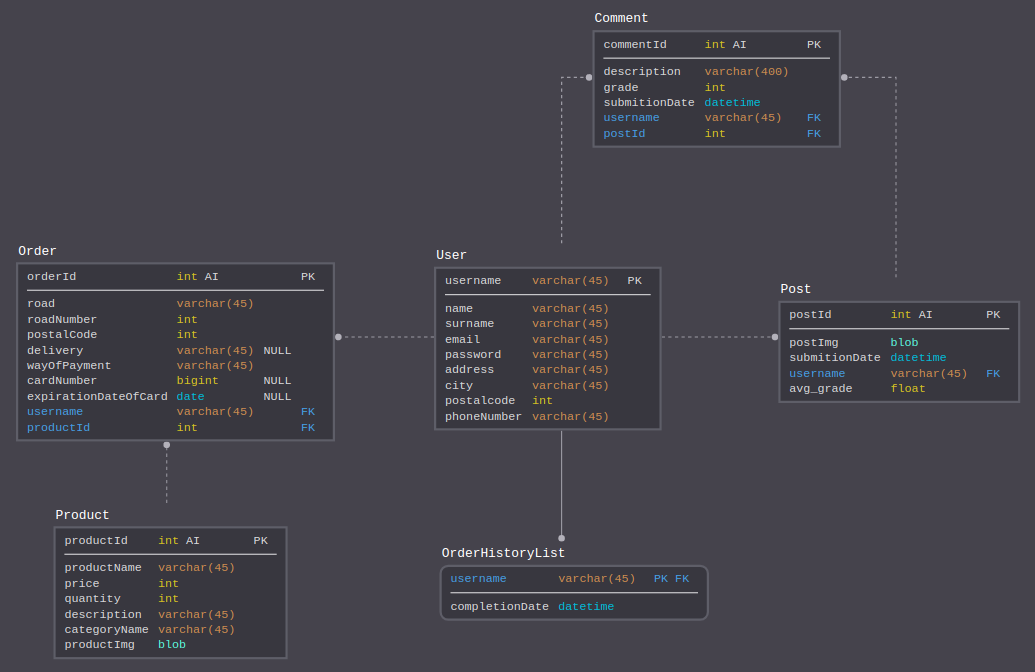 Comment
commentId int AI PK
description varchar(400)
grade int
submitionDate datetime
username varchar(45) FK
postId int FK
Order
orderId int AI PK
road varchar(45)
roadNumber int
postalCode int
delivery varchar(45) NULL
wayOfPayment varchar(45)
cardNumber bigint NULL
expirationDateOfCard date NULL
username varchar(45) FK
productId int FK
User
username varchar(45) PK
name varchar(45)
surname varchar(45)
email varchar(45)
password varchar(45)
address varchar(45)
city varchar(45)
postalcode int
phoneNumber varchar(45)
Post
postId int AI PK
postImg blob
submitionDate datetime
username varchar(45) FK
avg_grade float
Product
productId int AI PK
productName varchar(45)
price int
quantity int
description varchar(45)
categoryName varchar(45)
productImg blob
OrderHistoryList
username varchar(45) PK FK
completionDate datetime